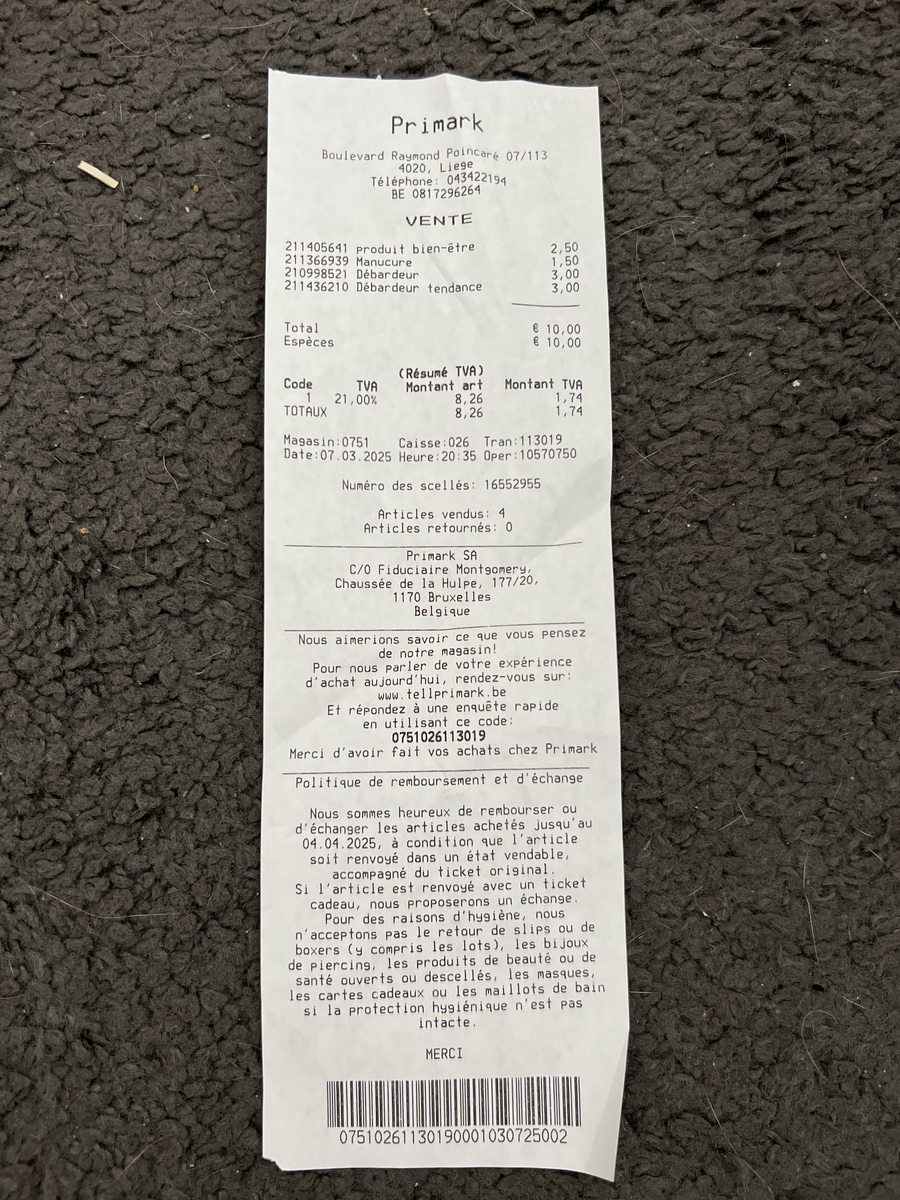 Primark
Boulevard Raymond Poincaré 07/113
4020, Liege
Téléphone: 043422194
BE 0817296264
VENTE
211405641 produit bien-être 2,50
211366939 Manucure 1,50
210998521 Débardeur 3,00
211436210 Débardeur tendance 3,00
Total € 10,00
Espèces € 10,00
(Résumé TVA)
Code TVA Montant art Montant TVA
1 21,00% 8,26 1,74
TOTAUX 8,26 1,74
Magasin:0751 Caisse:026 Tran:113019
Date:07.03.2025 Heure:20:35 Oper:10570750
Numéro des scellés: 16552955
Articles vendus: 4
Articles retournés: 0
Primark SA
C/O Fiduciaire Montgomery,
Chaussée de la Hulpe, 177/20,
1170 Bruxelles
Belgique
Nous aimerions savoir ce que vous pensez
de notre magasin!
Pour nous parler de votre expérience
d'achat aujourd'hui, rendez-vous sur:
www.tellprimark.be
Et répondez à une enquête rapide
en utilisant ce code:
0751026113019
Merci d'avoir fait vos achats chez Primark
Politique de remboursement et d'échange
Nous sommes heureux de rembourser ou
d'échanger les articles achetés jusqu'au
04.04.2025, à condition que l'article
soit renvoyé dans un état vendable,
accompagné du ticket original.
Si l'article est renvoyé avec un ticket
cadeau, nous proposerons un échange.
Pour des raisons d'hygiène, nous
n'acceptons pas le retour de slips ou de
boxers (y compris les lots), les bijoux
de piercing, les produits de beauté ou de
santé ouverts ou descellés, les masques,
les cartes cadeaux ou les maillots de bain
si la protection hygiénique n'est pas
intacte.
MERCI
07510261130190001030725002